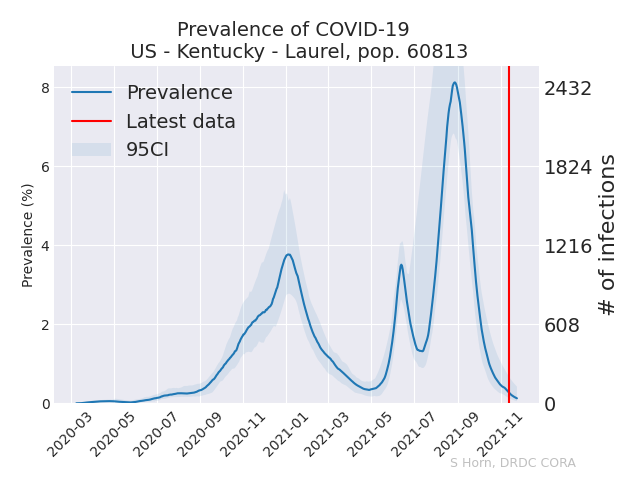 Prevalence of COVID-19
US - Kentucky - Laurel, pop. 60813
Prevalence
Latest data
95CI
Prevalence (%)
8
6
4
2
0
2432
1824
1216
608
0
# of infections
2020-03
2020-05
2020-07
2020-09
2020-11
2021-01
2021-03
2021-05
2021-07
2021-09
2021-11
S Horn, DRDC CORA